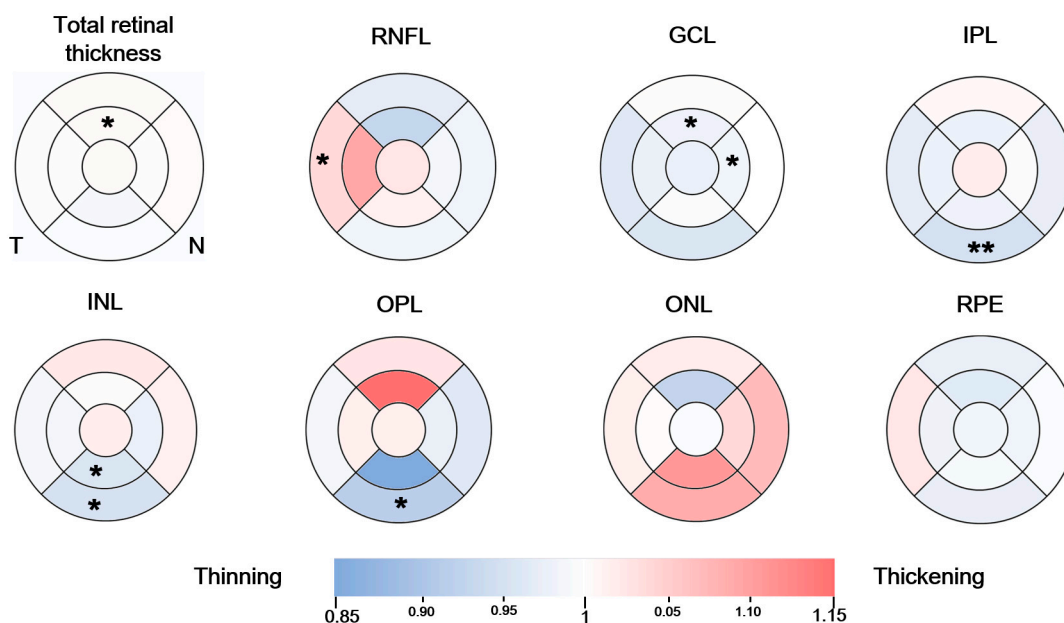 Total retinal
thickness
RNFL
GCL
IPL
*
*
*
*
T
N
**
INL
OPL
ONL
RPE
*
*
*
Thinning
Thickening
0.85
0.90
0.95
1
0.05
1.10
1.15